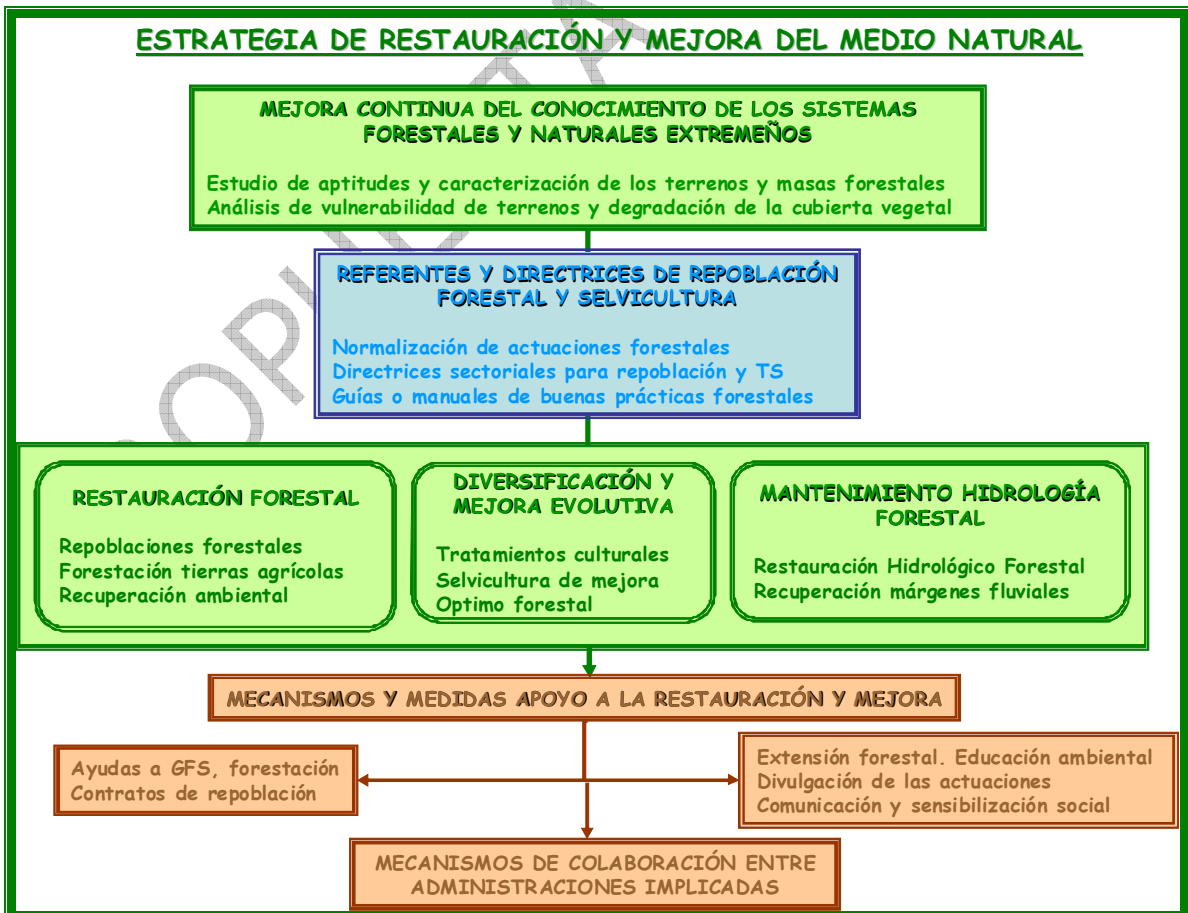 ESTRATEGIA DE RESTAURACIÓN Y MEJORA DEL MEDIO NATURAL
MEJORA CONTINUA DEL CONOCIMIENTO DE LOS SISTEMAS
FORESTALES Y NATURALES EXTREMEÑOS
Estudio de aptitudes y caracterización de los terrenos y masas forestales
Análisis de vulnerabilidad de terrenos y degradación de la cubierta vegetal
REFERENTES Y DIRECTRICES DE REPOBLACIÓN
FORESTAL Y SELVICULTURA
Normalización de actuaciones forestales
Directrices sectoriales para repoblación y TS
Guías o manuales de buenas prácticas forestales
RESTAURACIÓN FORESTAL
Repoblaciones forestales
Forestación tierras agrícolas
Recuperación ambiental
DIVERSIFICACIÓN Y
MEJORA EVOLUTIVA
Tratamientos culturales
Selvicultura de mejora
Optimo forestal
MANTENIMIENTO HIDROLOGÍA
FORESTAL
Restauración Hidrológico Forestal
Recuperación márgenes fluviales
MECANISMOS Y MEDIDAS APOYO A LA RESTAURACIÓN Y MEJORA
Ayudas a GFS, forestación
Contratos de repoblación
Extensión forestal. Educación ambiental
Divulgación de las actuaciones
Comunicación y sensibilización social
MECANISMOS DE COLABORACIÓN ENTRE
ADMINISTRACIONES IMPLICADAS